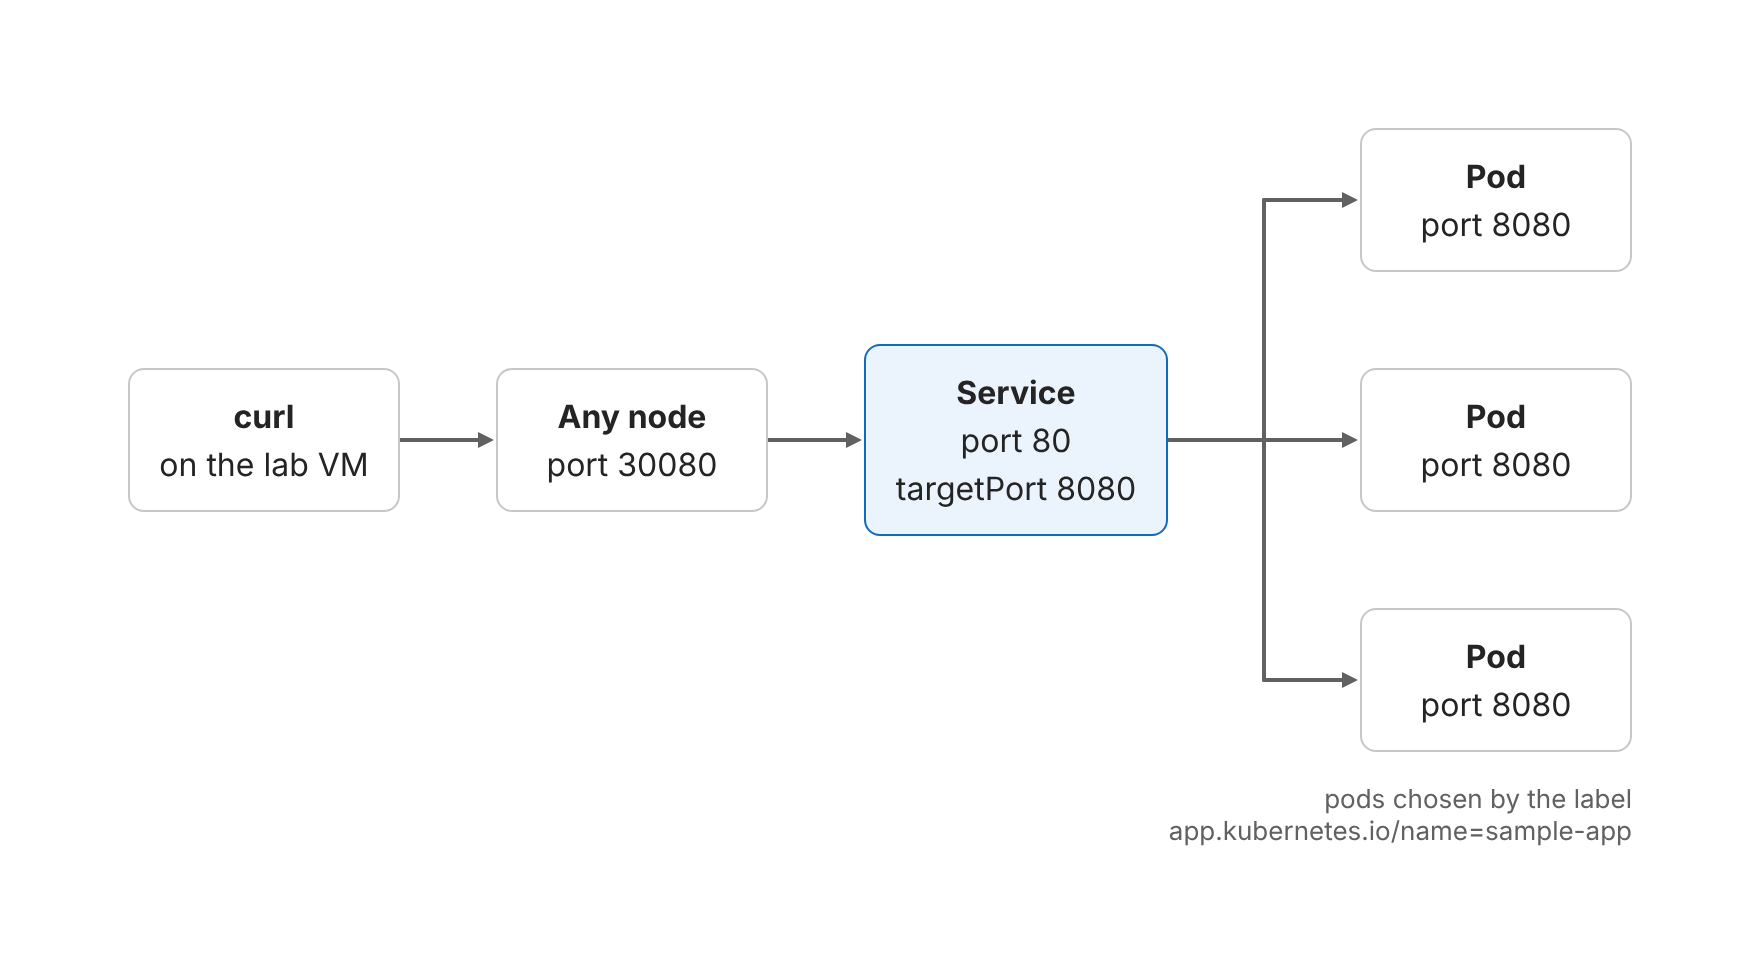 curl
on the lab VM
Any node
port 30080
Service
port 80
targetPort 8080
Pod
port 8080
Pod
port 8080
Pod
port 8080
pods chosen by the label
app.kubernetes.io/name=sample-app